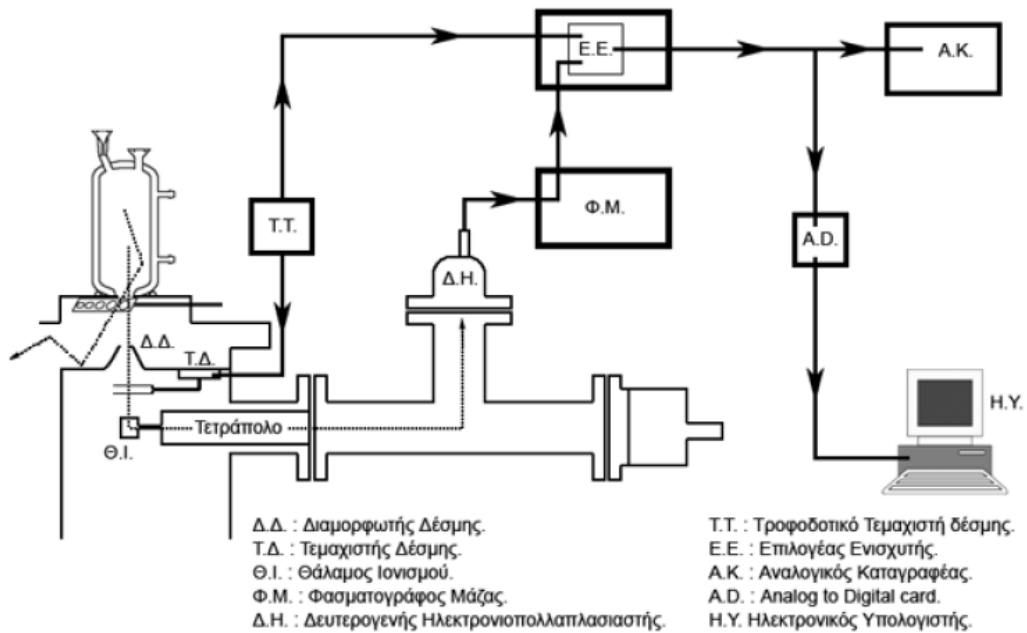 Ε.Ε.
Α.Κ.
Φ.Μ.
Τ.Τ.
A.D.
Δ.Η.
Δ.Δ.
Τ.Δ.
Η.Υ.
Τετράπολο
Θ.Ι.
Δ.Δ. : Διαμορφωτής Δέσμης.
Τ.Δ. : Τεμαχιστής Δέσμης.
Θ.Ι. : Θάλαμος Ιονισμού.
Φ.Μ. : Φασματογράφος Μάζας.
Δ.Η. : Δευτερογενής Ηλεκτρονιοπολλαπλασιαστής.
Τ.Τ. : Τροφοδοτικό Τεμαχιστή δέσμης.
Ε.Ε. : Επιλογέας Ενισχυτής.
Α.Κ. : Αναλογικός Καταγραφέας.
A.D. : Analog to Digital card.
Η.Υ. Ηλεκτρονικός Υπολογιστής.